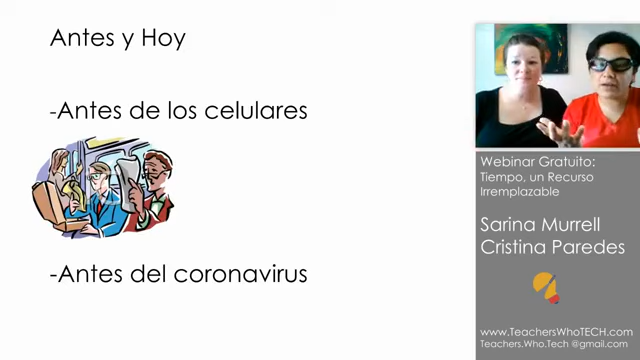 Antes y Hoy
-Antes de los celulares
-Antes del coronavirus
Webinar Gratuito:
Tiempo, un Recurso
Irremplazable
Sarina Murrell
Cristina Paredes
www.TeachersWhoTECH.com
Teachers.Who.Tech @gmail.com